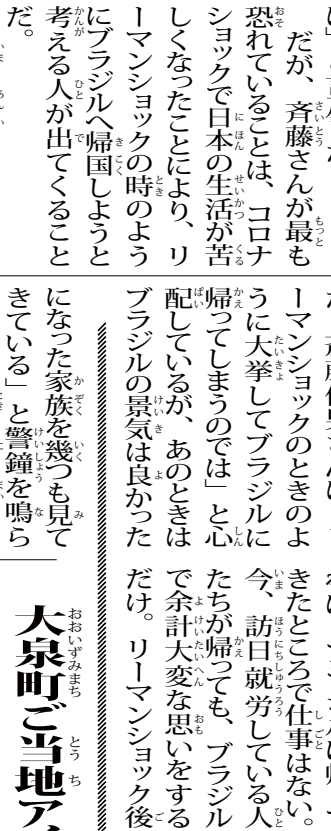 だが、斉藤さんが最も
恐れていることは、コロナ
ショックで日本の生活が苦
しくなったことにより、リ
ーマンショックの時のよう
にブラジルへ帰国しようと
考える人が出てくること
だ。
ーマンショックのときのよ
うに大挙してブラジルに
帰ってしまうのでは」と心
配しているが、あのときは
ブラジルの景気は良かった
きたところで仕事はない。
今、訪日就労している人
たちが帰っても、ブラジル
で余計大変な思いをする
だけ。リーマンショック後
になった家族を幾つも見て
きている」と警鐘を鳴ら
大泉町ご当地ア